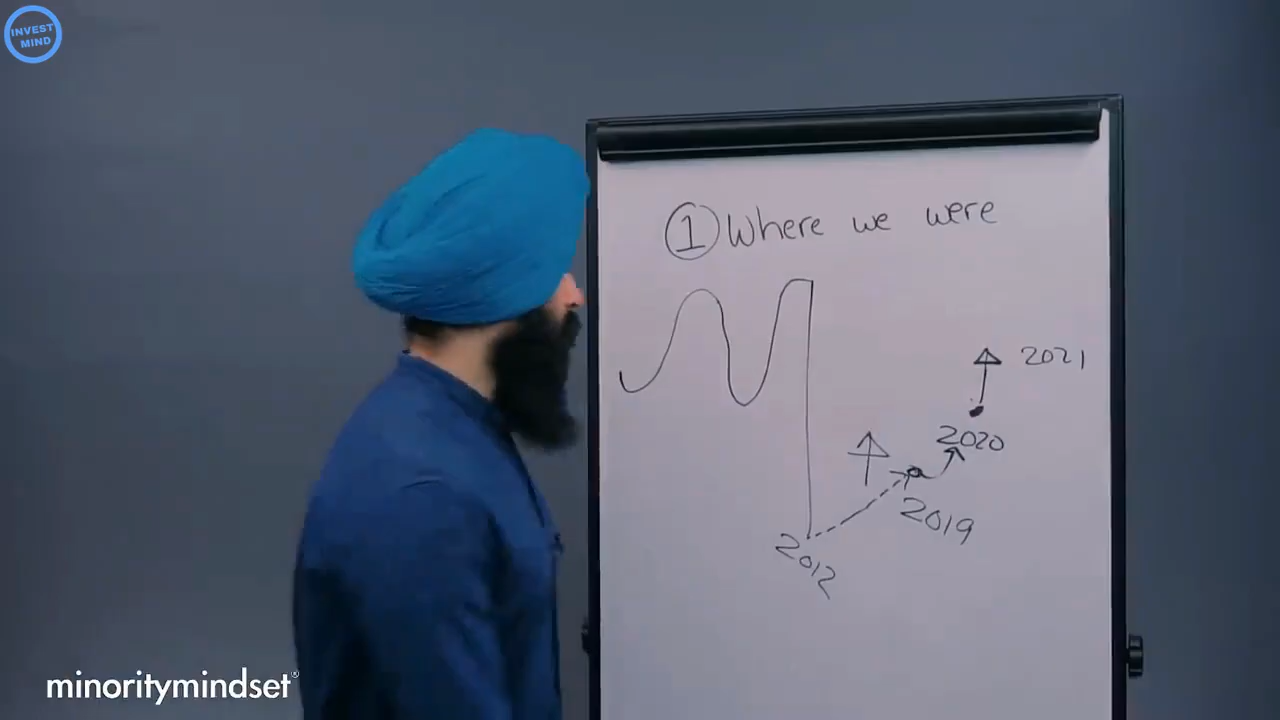 INVEST
MIND
① Where we were
2021
2020
2019
2012
minoritymindset®